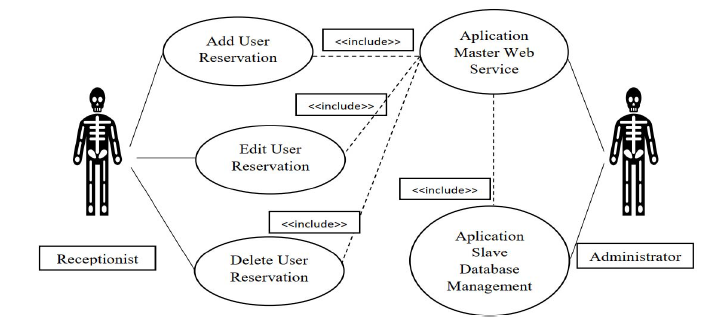 Add User
Reservation
<<include>>
Aplication
Master Web
Service
<<include>>
Edit User
Reservation
<<include>>
<<include>>
Receptionist
Delete User
Reservation
Aplication
Slave
Database
Management
Administrator